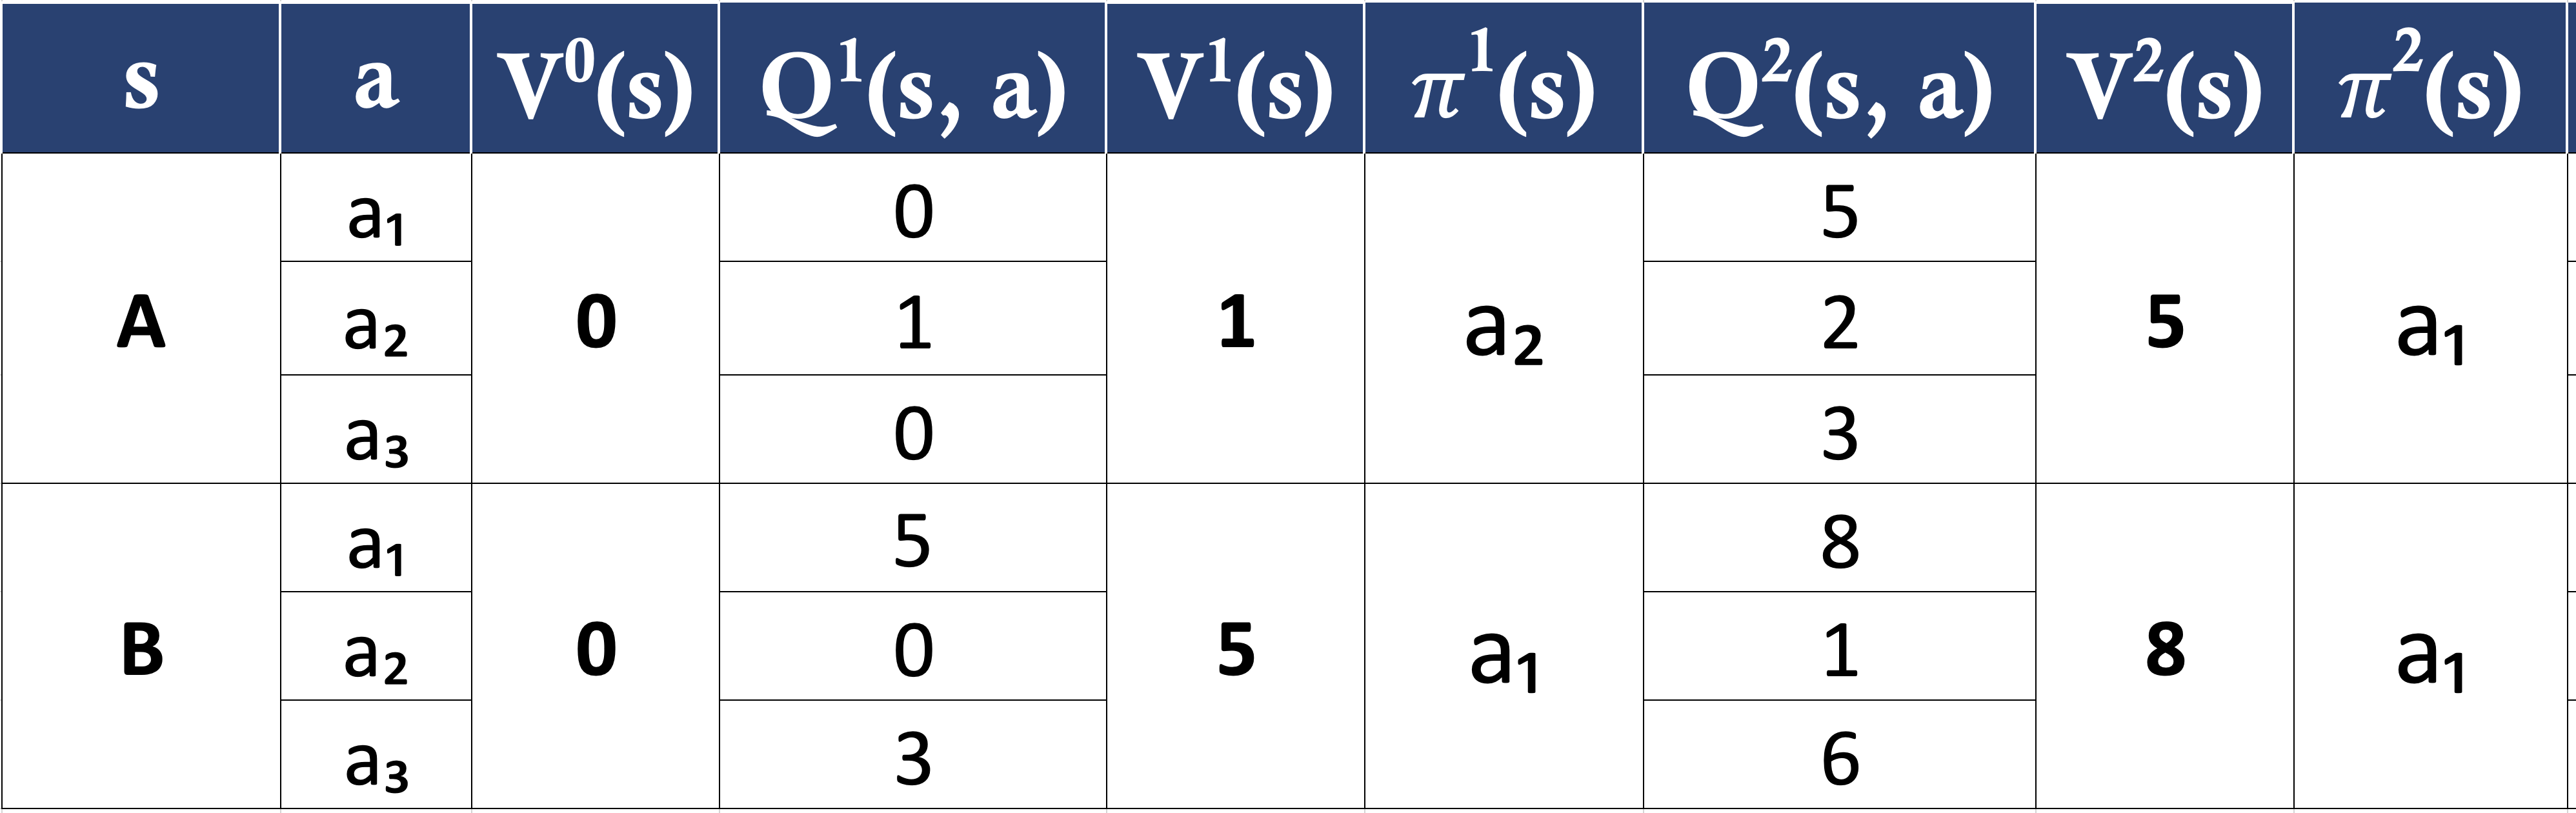 s a V⁰(s) Q¹(s, a) V¹(s) π¹(s) Q²(s, a) V²(s) π²(s)
A a₁ 0 0 1 a₂ 5 5 a₁
a₂ 1 2
a₃ 0 3
B a₁ 0 5 5 a₁ 8 8 a₁
a₂ 0 1
a₃ 3 6